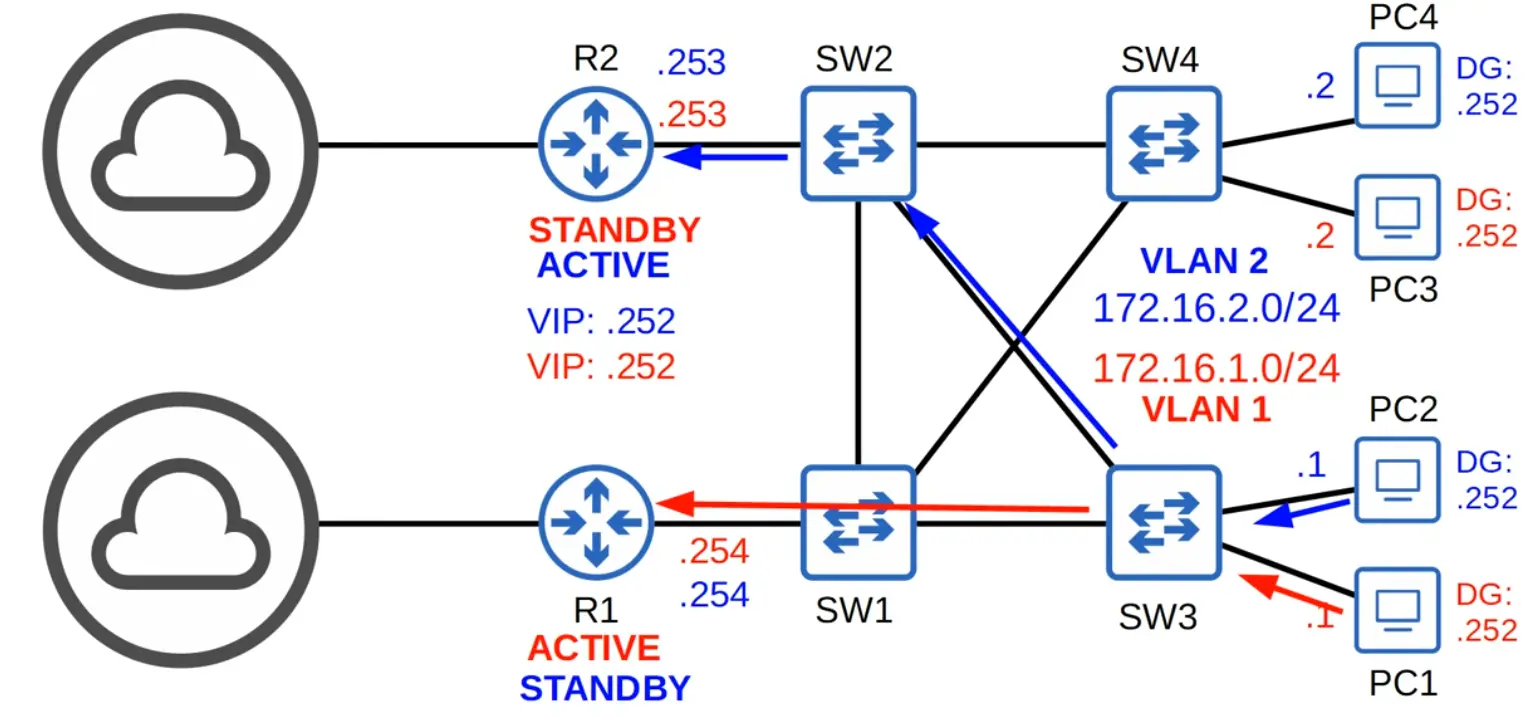 PC4
R2
.253
SW2
SW4
DG:
.252
.2
.253
DG:
.252
.2
STANDBY
ACTIVE
VLAN 2
PC3
172.16.2.0/24
VIP: .252
VIP: .252
172.16.1.0/24
VLAN 1
PC2
.1
DG:
.252
.254
.254
R1
SW1
SW3
DG:
.252
.1
ACTIVE
STANDBY
PC1